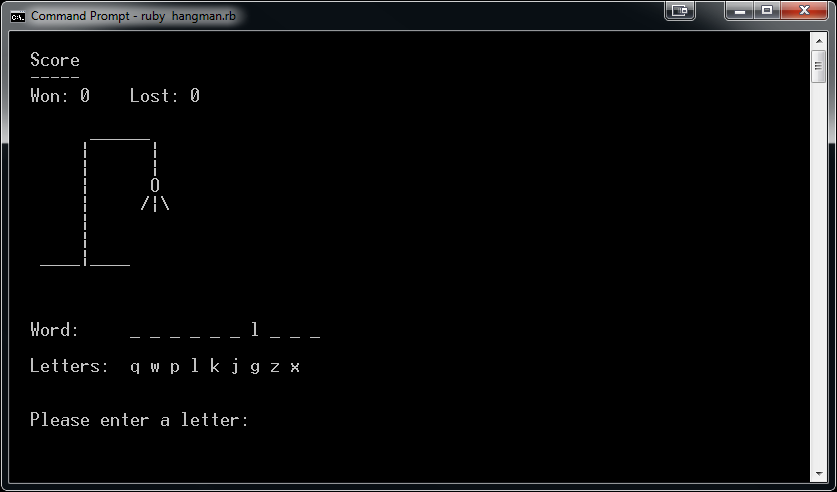 Command Prompt - ruby  hangman.rb
Score
-----
Won: 0    Lost: 0
O
/¦\
Word:     _ _ _ _ _ _ l _ _ _
Letters:  q w p l k j g z x
Please enter a letter: